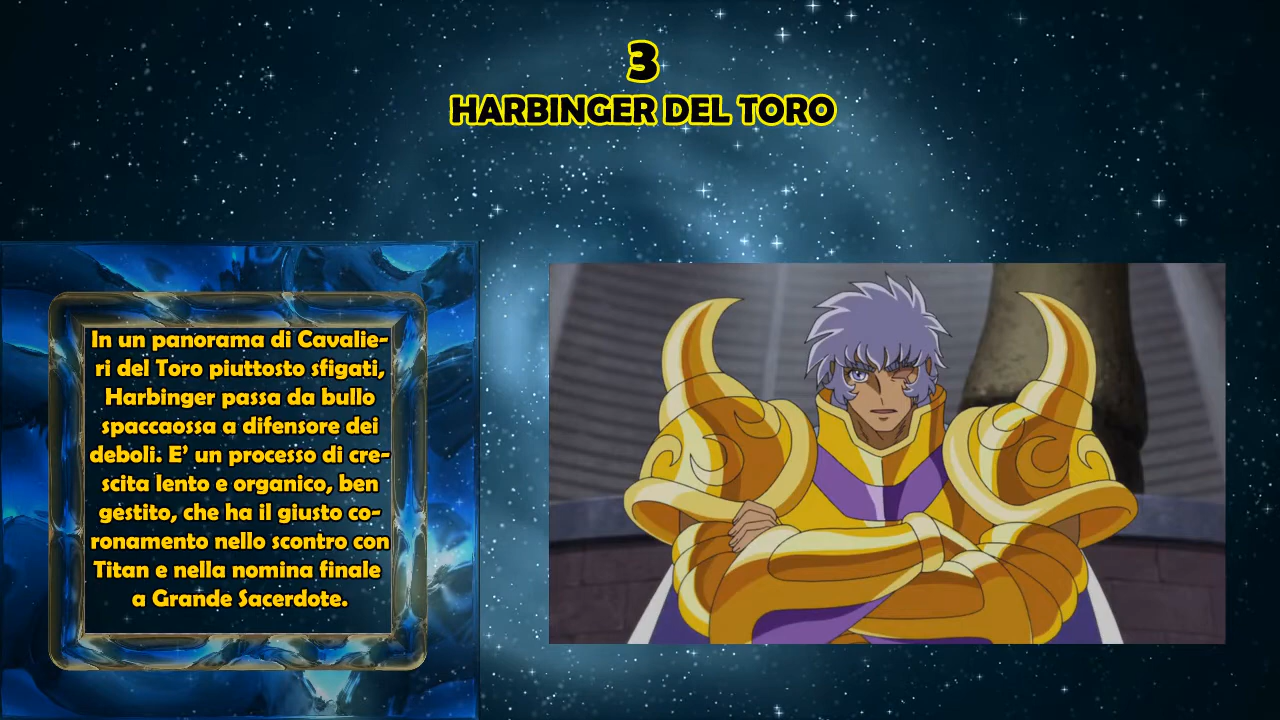 3
HARBINGER DEL TORO
In un panorama di Cavalie-
ri del Toro piuttosto sfigati,
Harbinger passa da bullo
spaccaossa a difensore dei
deboli. E' un processo di cre-
scita lento e organico, ben
gestito, che ha il giusto co-
ronamento nello scontro con
Titan e nella nomina finale
a Grande Sacerdote.